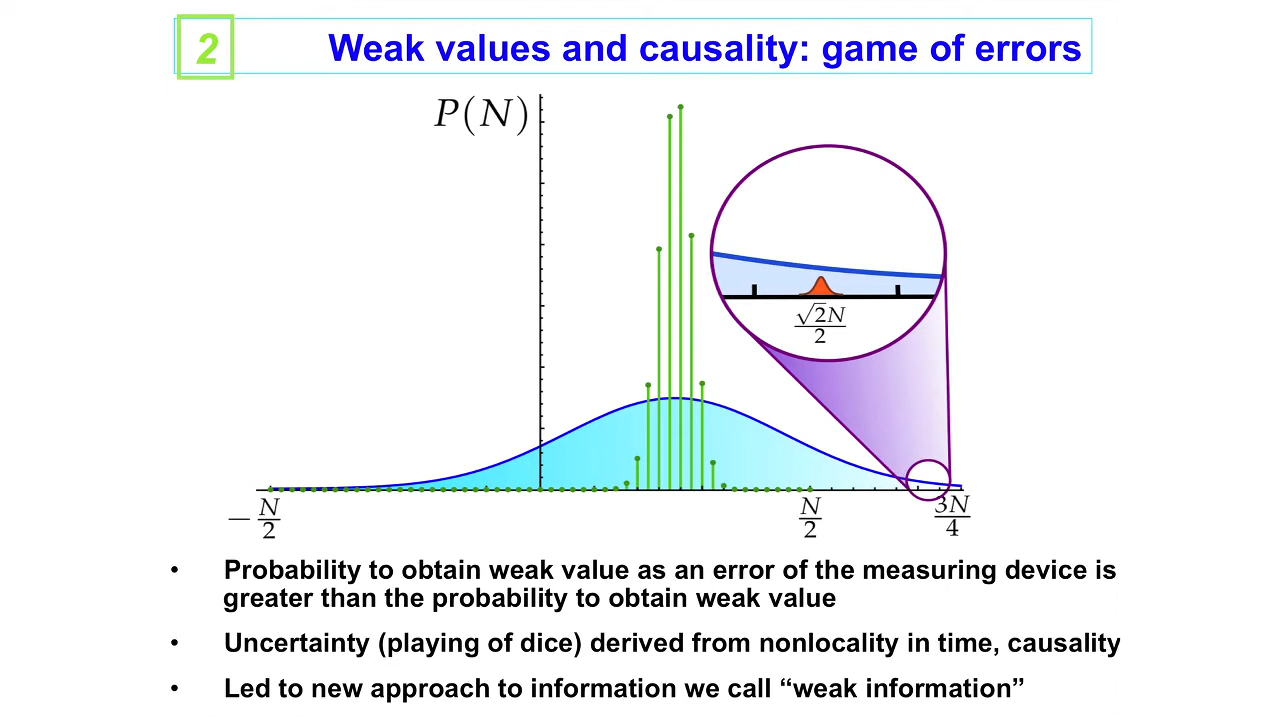 2
Weak values and causality: game of errors
P(N)
√2N
2
− N/2
N/2
3N/4
• Probability to obtain weak value as an error of the measuring device is
greater than the probability to obtain weak value
• Uncertainty (playing of dice) derived from nonlocality in time, causality
• Led to new approach to information we call “weak information”